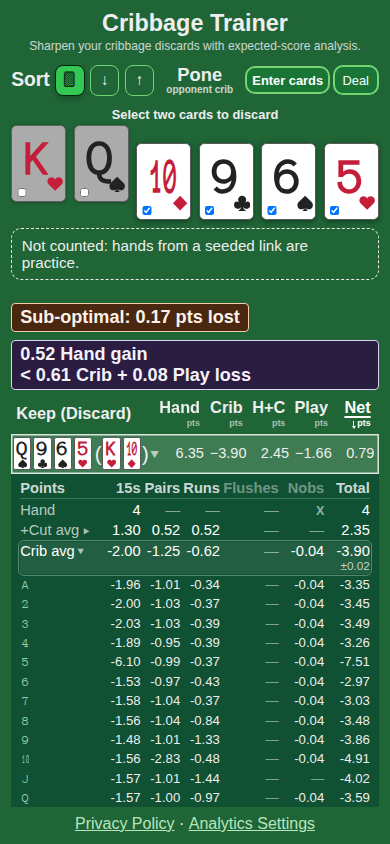 Cribbage Trainer
Sharpen your cribbage discards with expected-score analysis.
Sort ↓ ↑ Pone Enter cards Deal
opponent crib
Select two cards to discard
K Q 10 9 6 5
Not counted: hands from a seeded link are
practice.
Sub-optimal: 0.17 pts lost
0.52 Hand gain
< 0.61 Crib + 0.08 Play loss
Keep (Discard) Hand Crib H+C Play Net
pts pts pts pts ↓pts
Q♠ 9♣ 6♠ 5♥ (K♥ 10♦)▾ 6.35 −3.90 2.45 −1.66 0.79
Points 15s Pairs Runs Flushes Nobs Total
Hand 4 — — — X 4
+Cut avg ▸ 1.30 0.52 0.52 — — 2.35
Crib avg ▾ -2.00 -1.25 -0.62 — -0.04 -3.90
±0.02
A -1.96 -1.01 -0.34 — -0.04 -3.35
2 -2.00 -1.03 -0.37 — -0.04 -3.45
3 -2.03 -1.03 -0.39 — -0.04 -3.49
4 -1.89 -0.95 -0.39 — -0.04 -3.26
5 -6.10 -0.99 -0.37 — -0.04 -7.51
6 -1.53 -0.97 -0.43 — -0.04 -2.97
7 -1.58 -1.04 -0.37 — -0.04 -3.03
8 -1.56 -1.04 -0.84 — -0.04 -3.48
9 -1.48 -1.01 -1.33 — -0.04 -3.86
10 -1.56 -2.83 -0.48 — -0.04 -4.91
J -1.57 -1.01 -1.44 — — -4.02
Q -1.57 -1.00 -0.97 — -0.04 -3.59
Privacy Policy · Analytics Settings